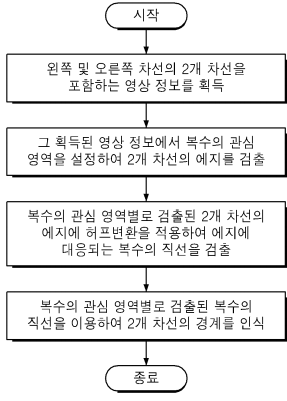 시작
왼쪽 및 오른쪽 차선의 2개 차선을
포함하는 영상 정보를 획득
그 획득된 영상 정보에서 복수의 관심
영역을 설정하여 2개 차선의 에지를 검출
복수의 관심 영역별로 검출된 2개 차선의
에지에 허프변환을 적용하여 에지에
대응되는 복수의 직선을 검출
복수의 관심 영역별로 검출된 복수의
직선을 이용하여 2개 차선의 경계를 인식
종료